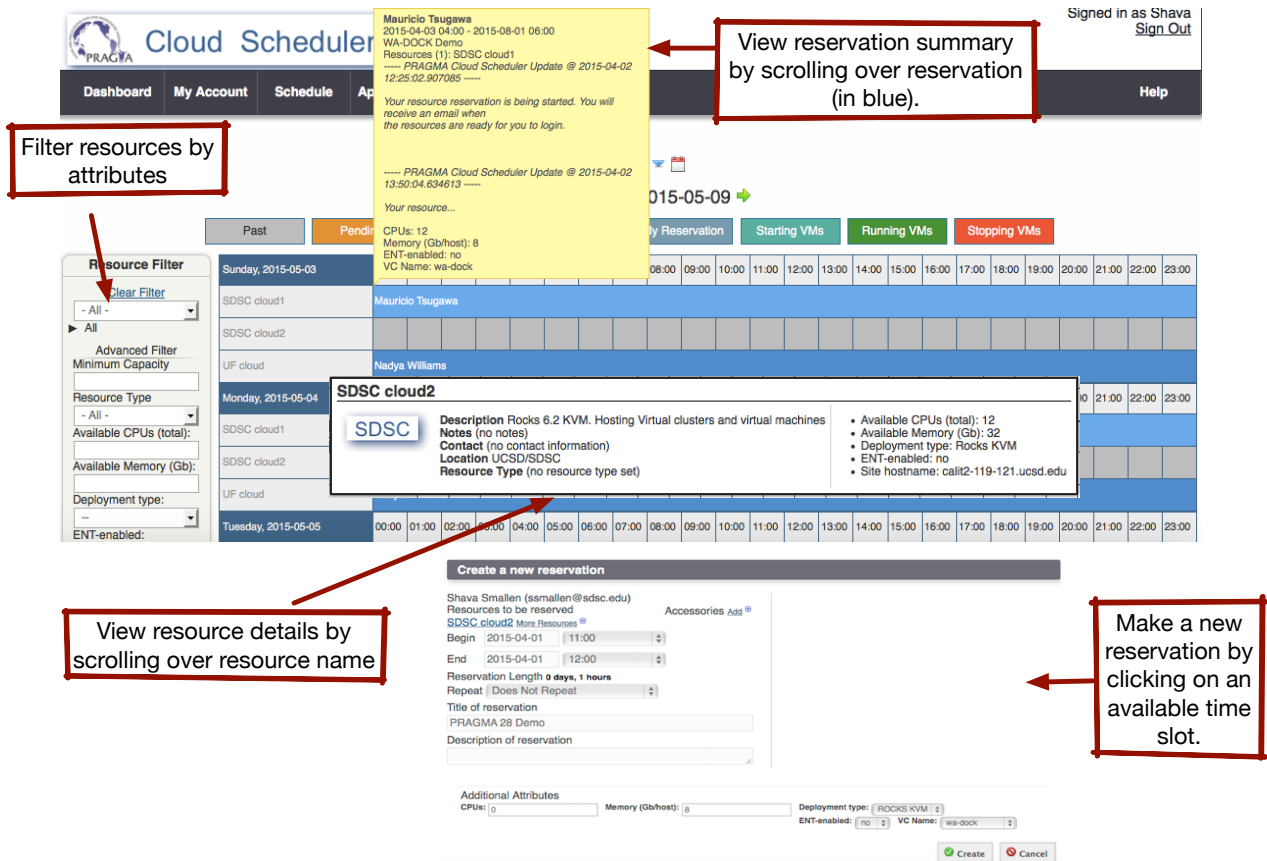 Signed in as Shava
Sign Out
PRAGMA
Cloud Scheduler
Dashboard My Account Schedule Ap
Help
Mauricio Tsugawa
2015-04-03 04:00 - 2015-08-01 06:00
WA-DOCK Demo
Resources (1): SDSC cloud1
----- PRAGMA Cloud Scheduler Update @ 2015-04-02
12:25:02.907085 -----
Your resource reservation is being started. You will
receive an email when
the resources are ready for you to login.
----- PRAGMA Cloud Scheduler Update @ 2015-04-02
13:50:04.634613 -----
Your resource...
CPUs: 12
Memory (Gb/host): 8
ENT-enabled: no
VC Name: wa-dock
View reservation summary
by scrolling over reservation
(in blue).
Filter resources by
attributes
015-05-09
Past Pendin ly Reservation Starting VMs Running VMs Stopping VMs
Resource Filter
Clear Filter
- All -
All
Advanced Filter
Minimum Capacity
Resource Type
- All -
Available CPUs (total):
Available Memory (Gb):
Deployment type:
--
ENT-enabled:
Sunday, 2015-05-03 08:00 09:00 10:00 11:00 12:00 13:00 14:00 15:00 16:00 17:00 18:00 19:00 20:00 21:00 22:00 23:00
SDSC cloud1 Mauricio Tsugawa
SDSC cloud2
UF cloud Nadya Williams
Monday, 2015-05-04 21:00 22:00 23:00
SDSC cloud1
SDSC cloud2
UF cloud
Tuesday, 2015-05-05 00:00 01:00 02:00 03:00 04:00 05:00 06:00 07:00 08:00 09:00 10:00 11:00 12:00 13:00 14:00 15:00 16:00 17:00 18:00 19:00 20:00 21:00 22:00 23:00
SDSC cloud2
SDSC
Description Rocks 6.2 KVM. Hosting Virtual clusters and virtual machines
Notes (no notes)
Contact (no contact information)
Location UCSD/SDSC
Resource Type (no resource type set)
• Available CPUs (total): 12
• Available Memory (Gb): 32
• Deployment type: Rocks KVM
• ENT-enabled: no
• Site hostname: calit2-119-121.ucsd.edu
View resource details by
scrolling over resource name
Create a new reservation
Shava Smallen (ssmallen@sdsc.edu)
Resources to be reserved Accessories Add
SDSC cloud2 More Resources
Begin 2015-04-01 11:00
End 2015-04-01 12:00
Reservation Length 0 days, 1 hours
Repeat Does Not Repeat
Title of reservation
PRAGMA 28 Demo
Description of reservation
Additional Attributes
CPUs: 0 Memory (Gb/host): 8 Deployment type: ROCKS KVM
ENT-enabled: no VC Name: wa-dock
Create Cancel
Make a new
reservation by
clicking on an
available time
slot.